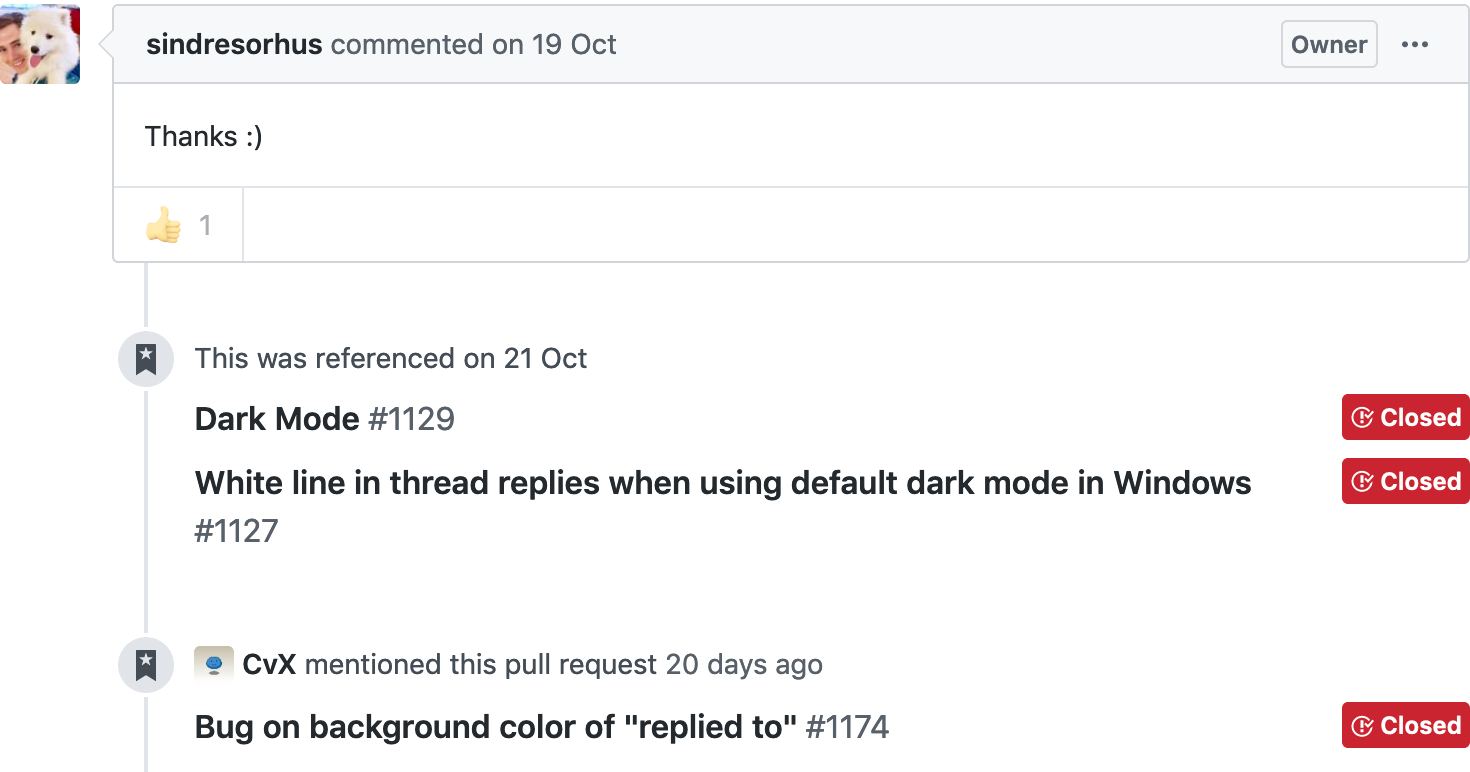 sindresorhus commented on 19 Oct Owner
Thanks :)
1
This was referenced on 21 Oct
Dark Mode #1129 Closed
White line in thread replies when using default dark mode in Windows Closed
#1127
CvX mentioned this pull request 20 days ago
Bug on background color of "replied to" #1174 Closed